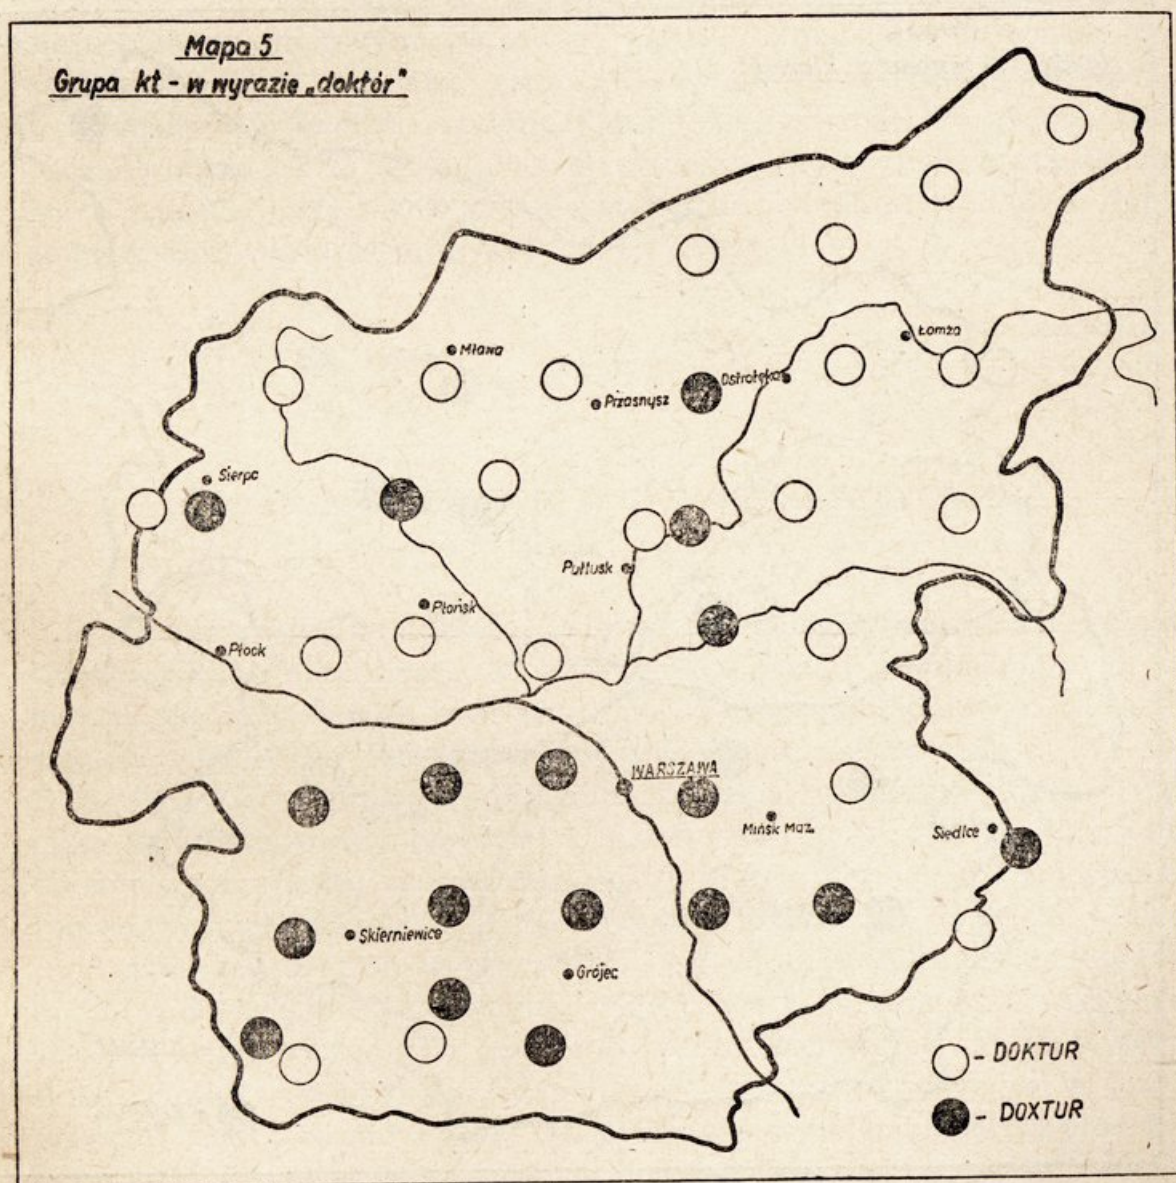 Mapa 5
Grupa kt - w wyrazie „doktór"
Łomża
Mława
Ostrołęka
Przasnysz
Sierpc
Pułtusk
Płońsk
Płock
WARSZAWA
Mińsk Maz.
Siedlce
Skierniewice
Grójec
- DOKTUR
- DOXTUR